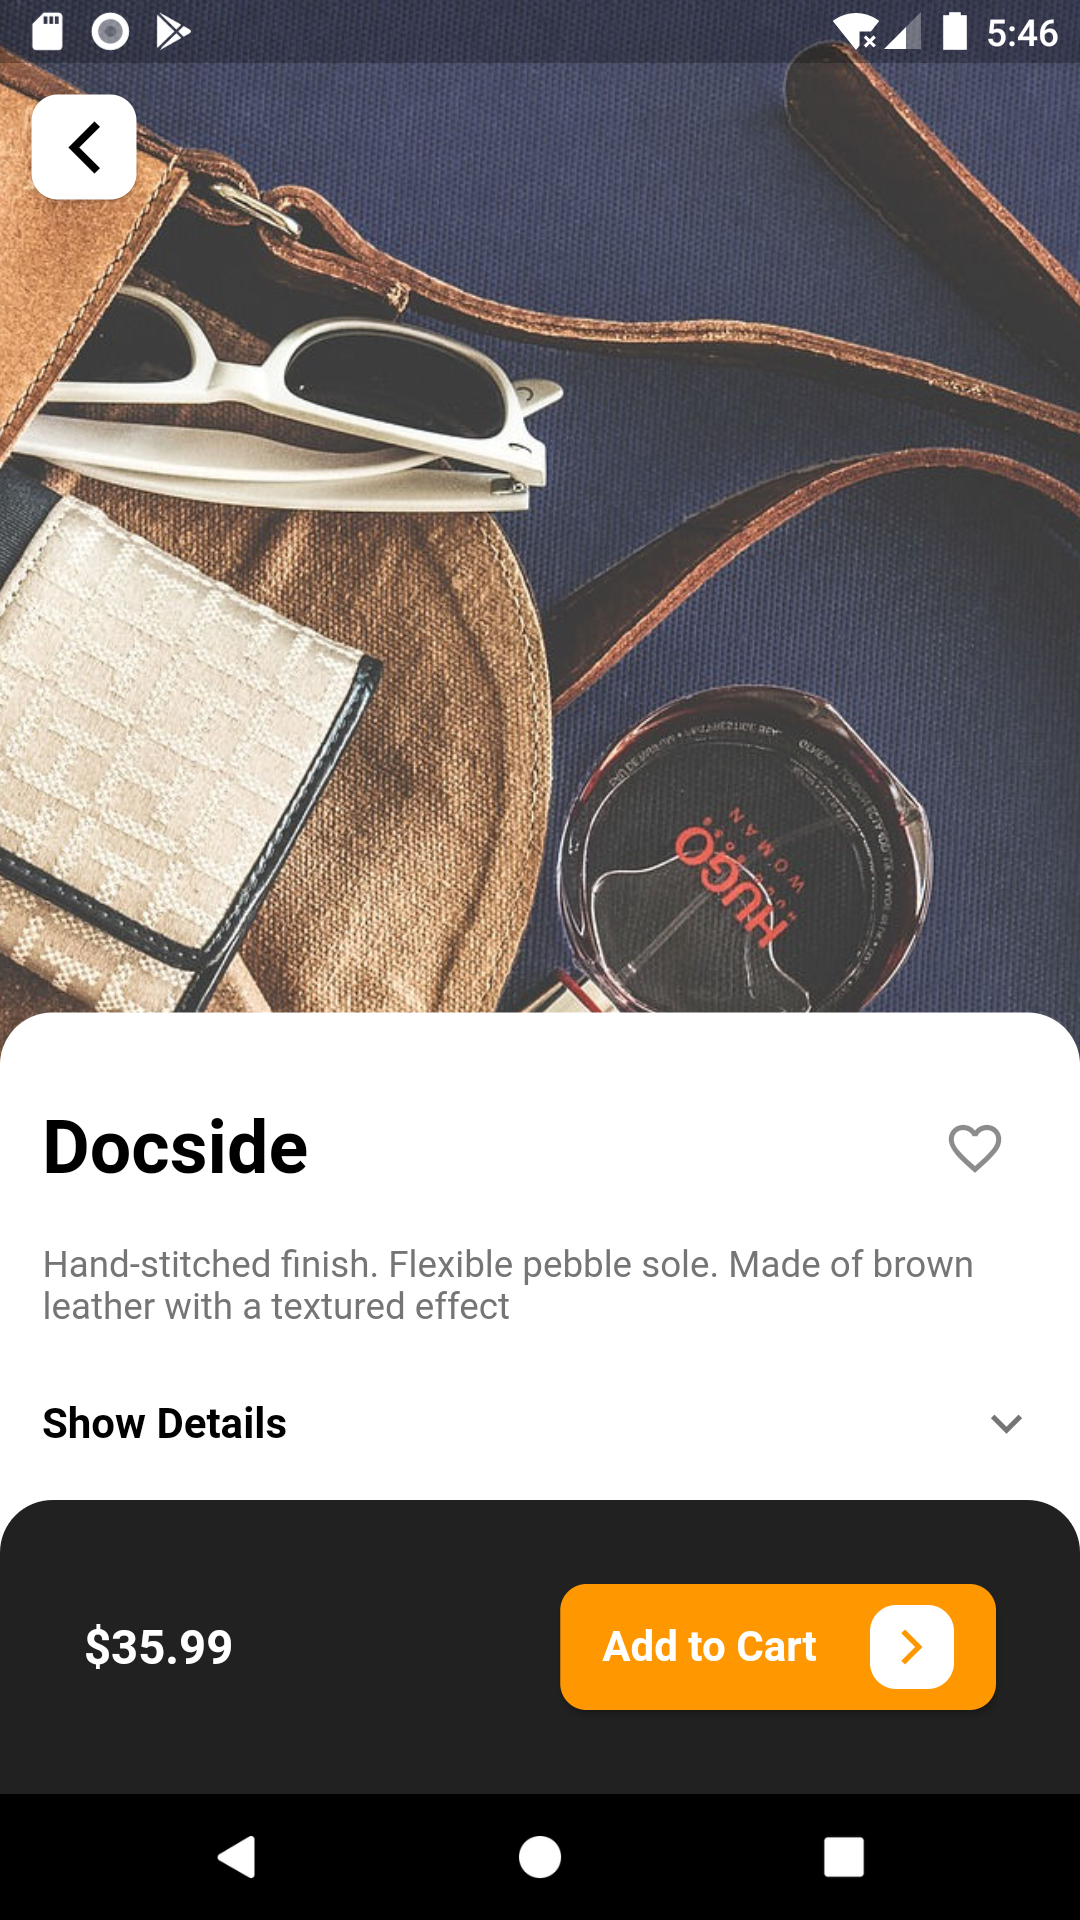 5:46
HUGO
WOMAN
Docside
Hand-stitched finish. Flexible pebble sole. Made of brown
leather with a textured effect
Show Details
$35.99
Add to Cart